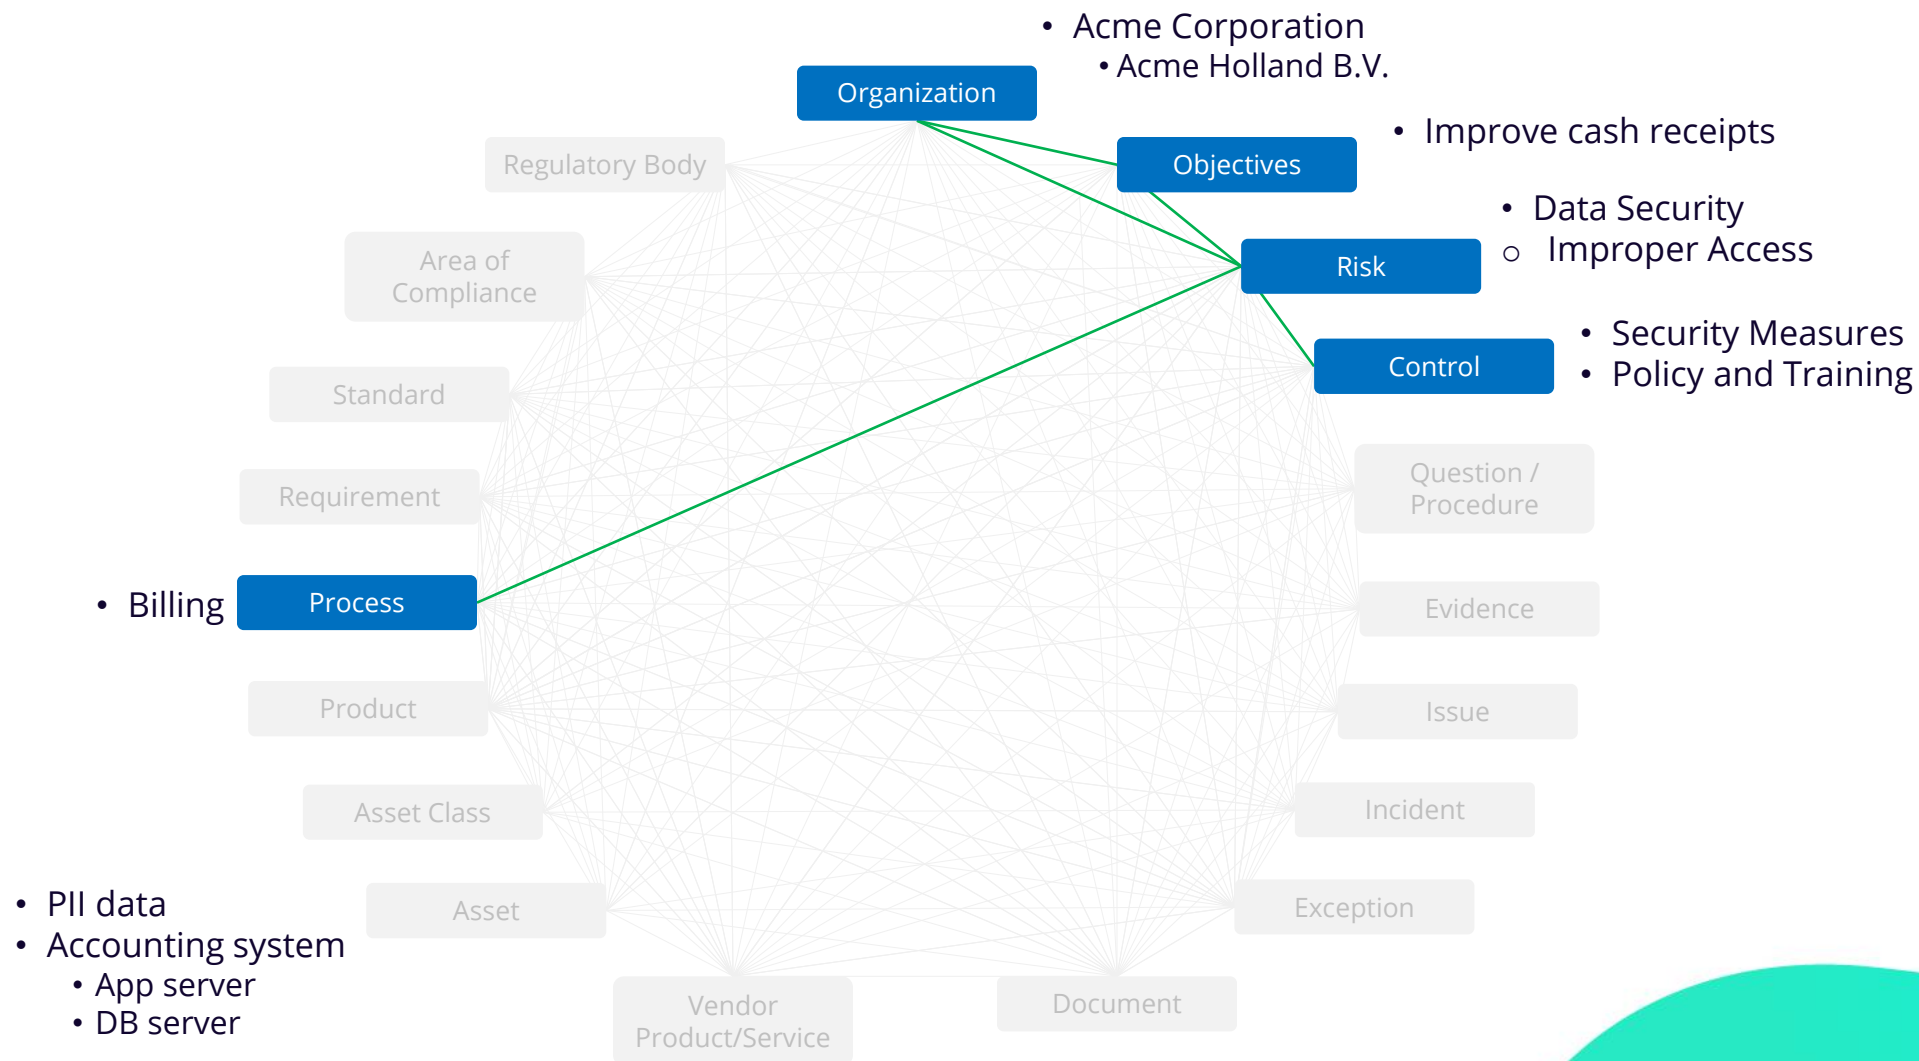 • Acme Corporation
• Acme Holland B.V.
Organization
• Improve cash receipts
Objectives
Regulatory Body
• Data Security
o Improper Access
Risk
Area of
Compliance
• Security Measures
• Policy and Training
Control
Standard
Question /
Procedure
Requirement
• Billing
Process
Evidence
Product
Issue
Asset Class
Incident
• PII data
• Accounting system
• App server
• DB server
Asset
Exception
Vendor
Product/Service
Document